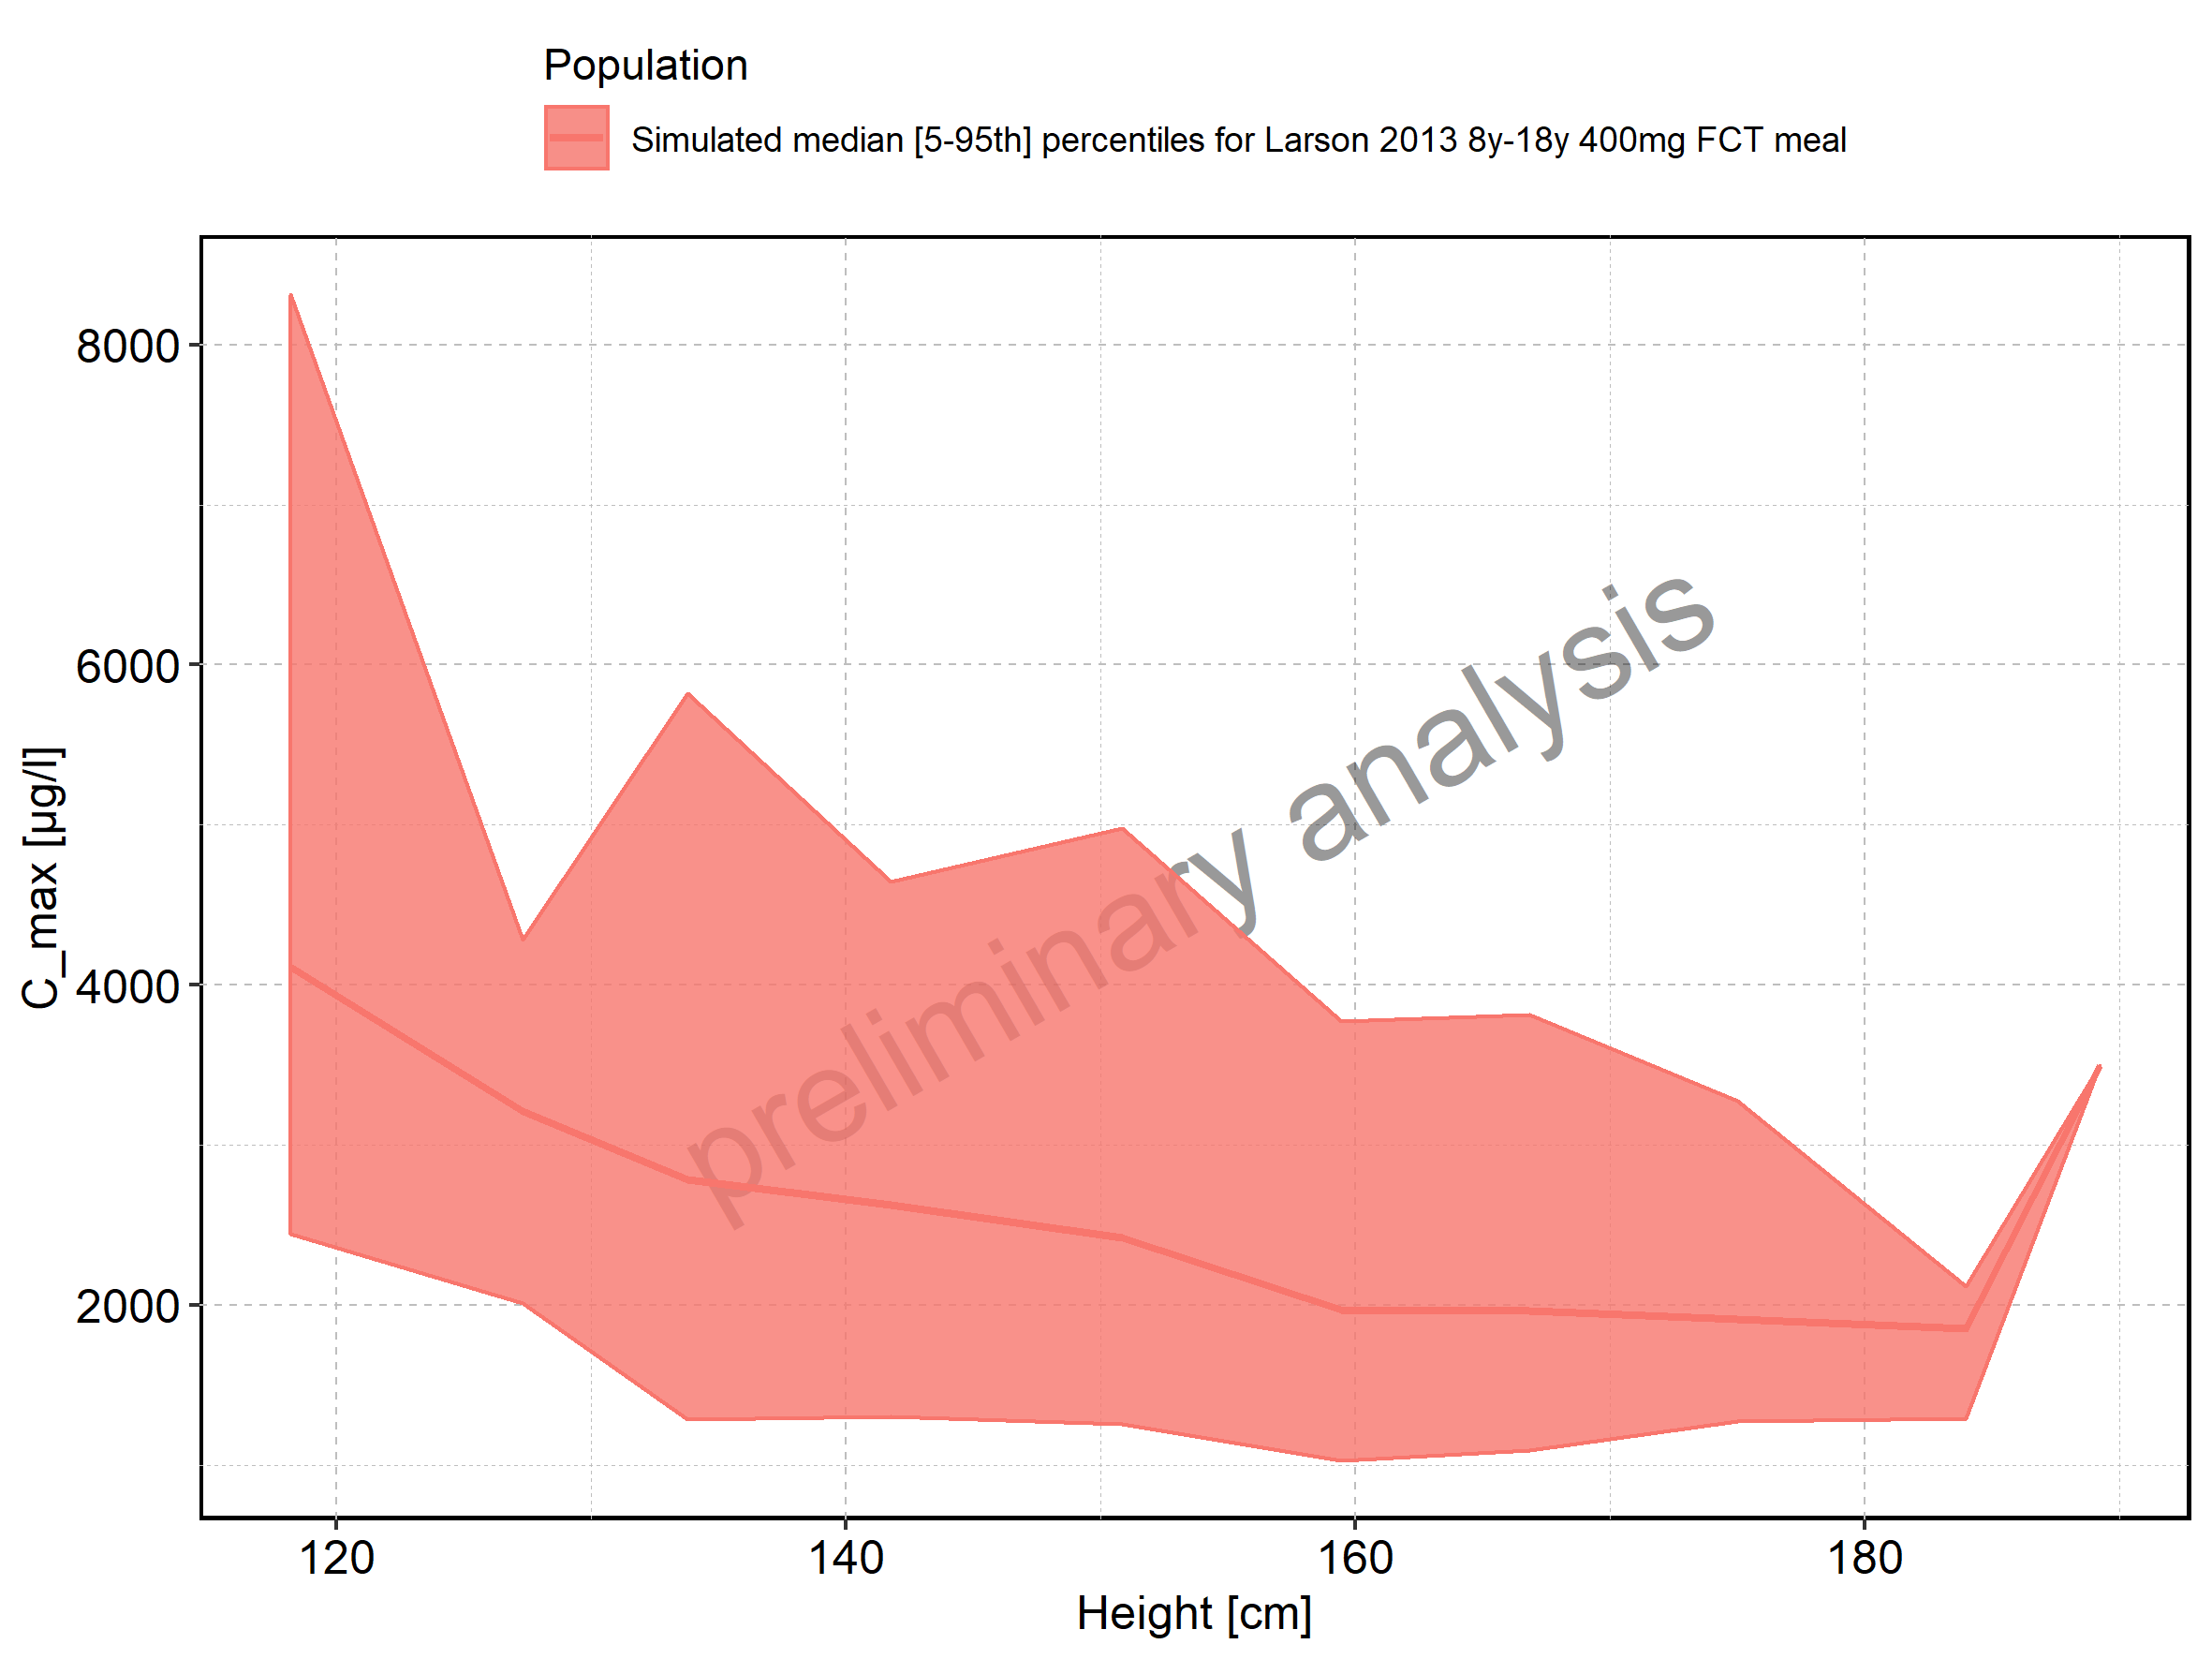 Population
Simulated median [5-95th] percentiles for Larson 2013 8y-18y 400mg FCT meal
8000
6000
4000
2000
C_max [µg/l]
preliminary analysis
120 140 160 180
Height [cm]